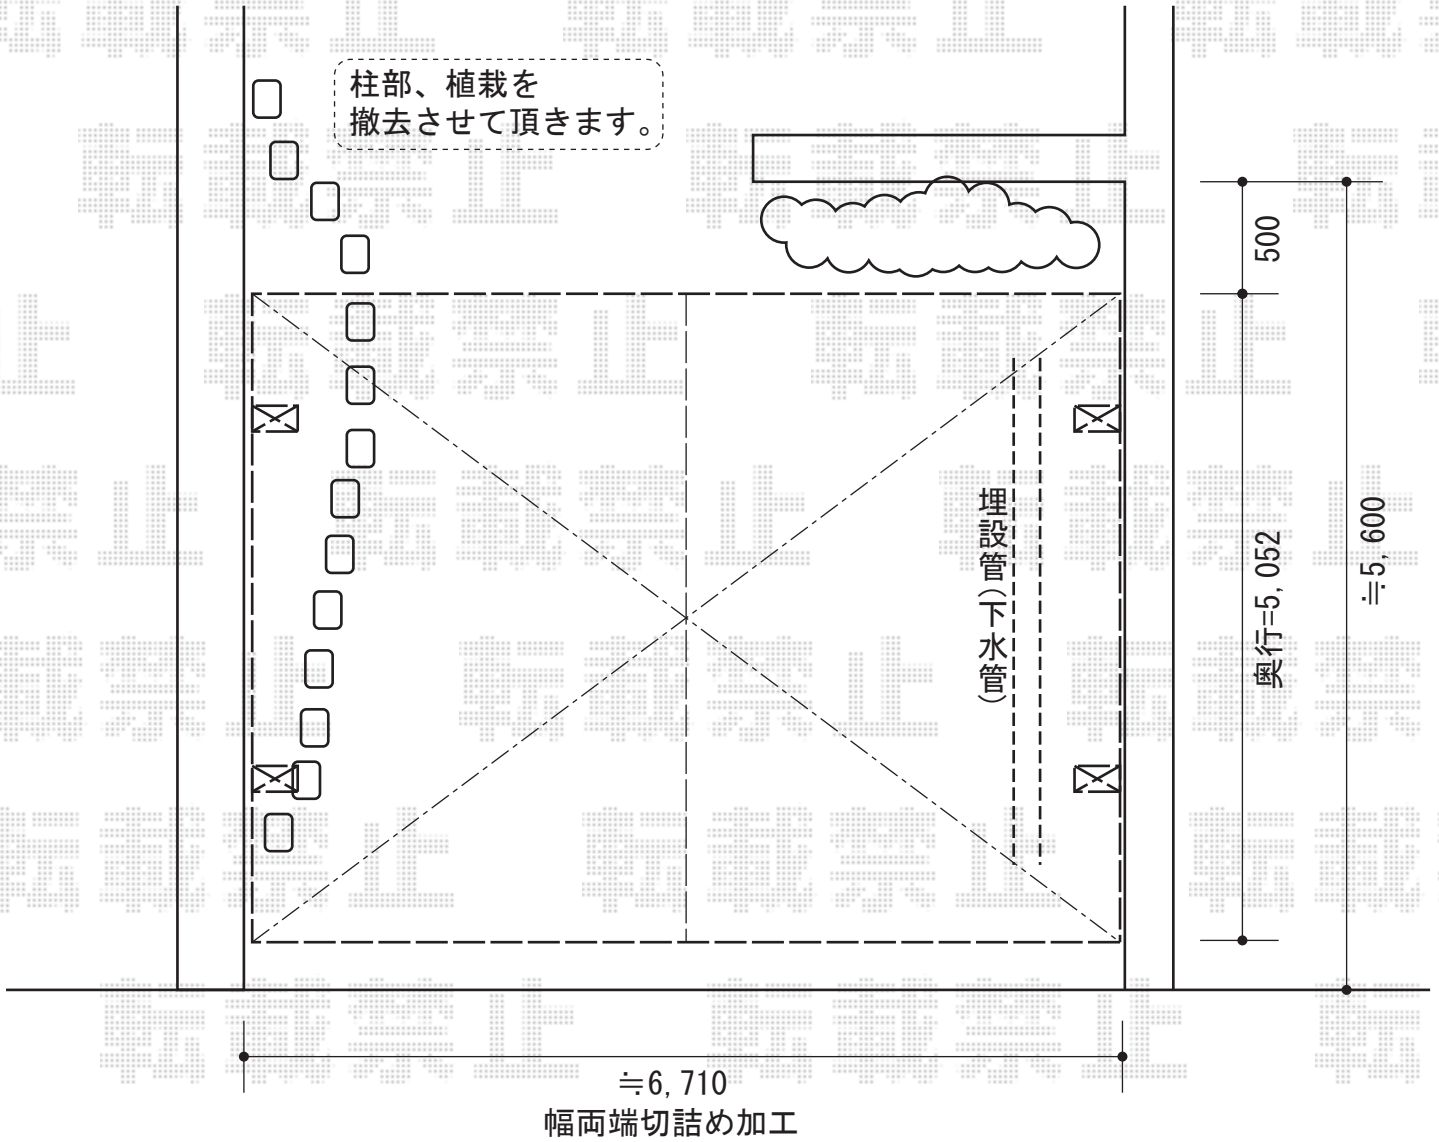 柱部、植栽を
撤去させて頂きます。
500
埋設管(下水管)
奥行=5,052
≒5,600
≒6,710
幅両端切詰め加工
転載禁止